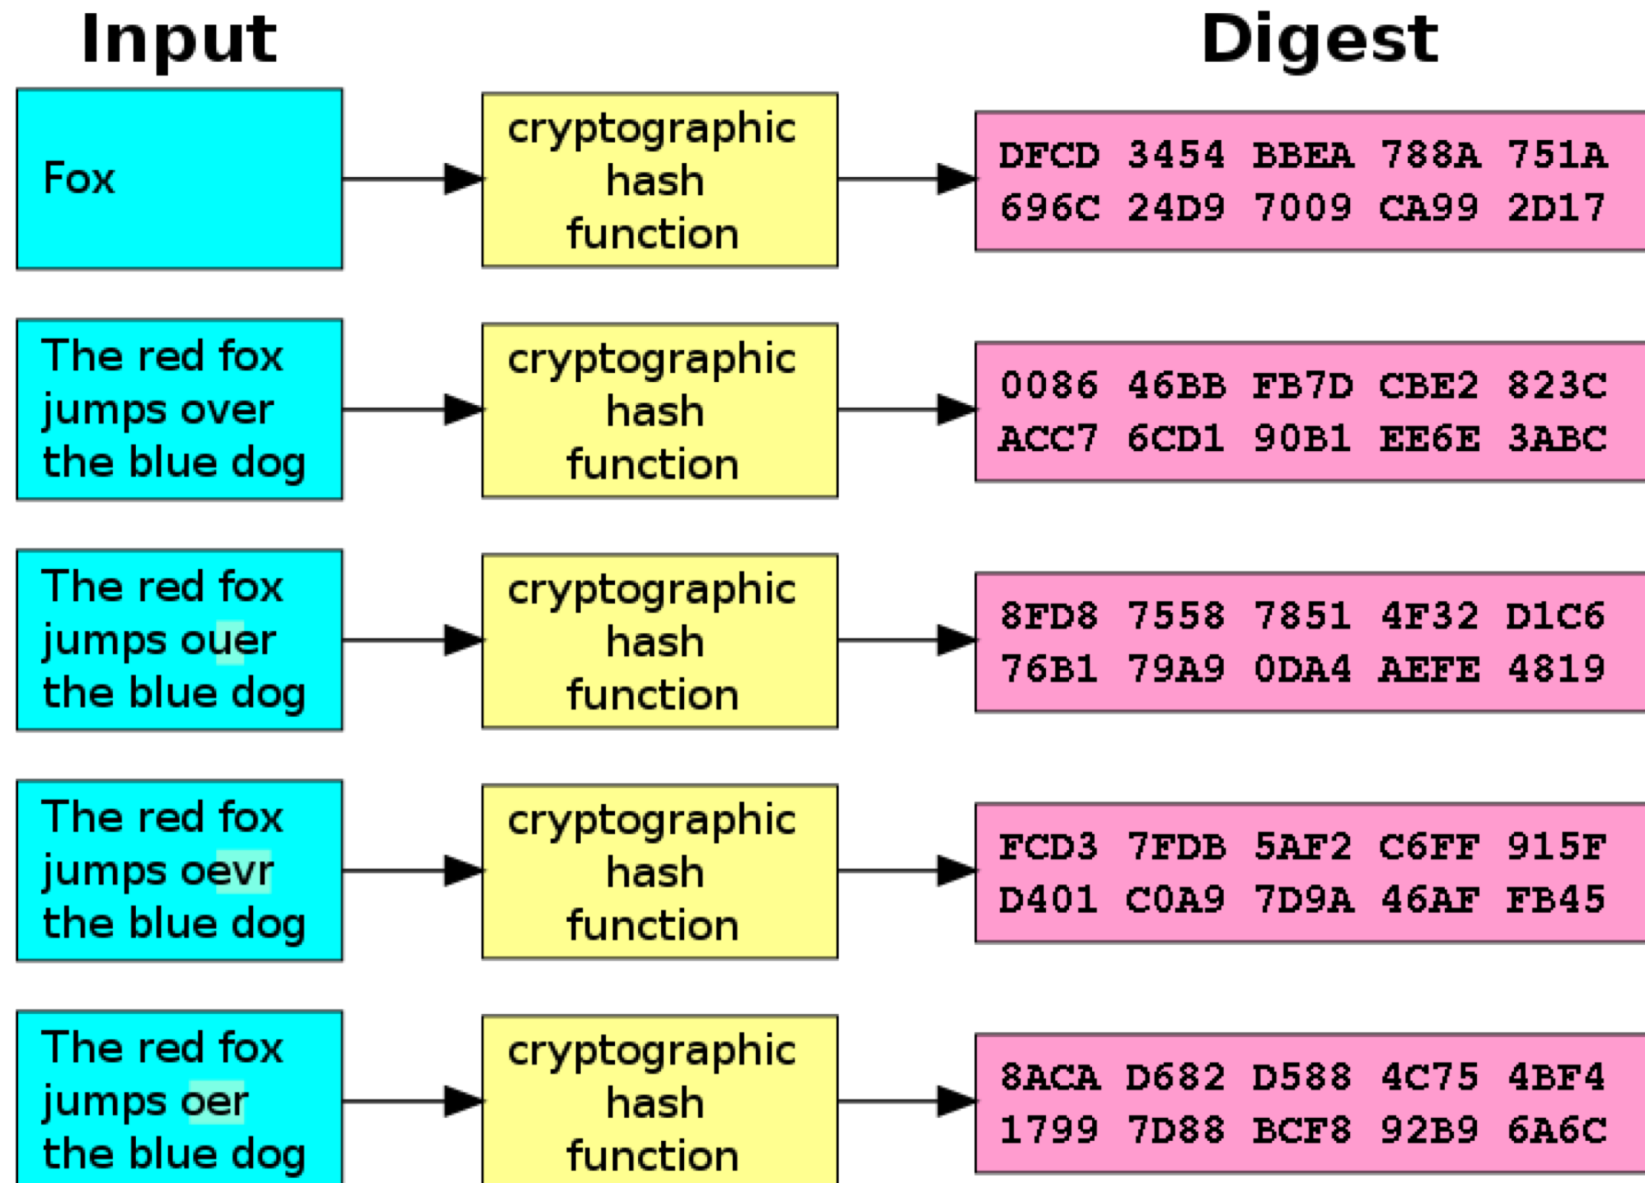 Input
Digest
Fox
cryptographic
hash
function
DFCD 3454 BBEA 788A 751A
696C 24D9 7009 CA99 2D17
The red fox
jumps over
the blue dog
cryptographic
hash
function
0086 46BB FB7D CBE2 823C
ACC7 6CD1 90B1 EE6E 3ABC
The red fox
jumps ouer
the blue dog
cryptographic
hash
function
8FD8 7558 7851 4F32 D1C6
76B1 79A9 0DA4 AEFE 4819
The red fox
jumps oevr
the blue dog
cryptographic
hash
function
FCD3 7FDB 5AF2 C6FF 915F
D401 C0A9 7D9A 46AF FB45
The red fox
jumps oer
the blue dog
cryptographic
hash
function
8ACA D682 D588 4C75 4BF4
1799 7D88 BCF8 92B9 6A6C